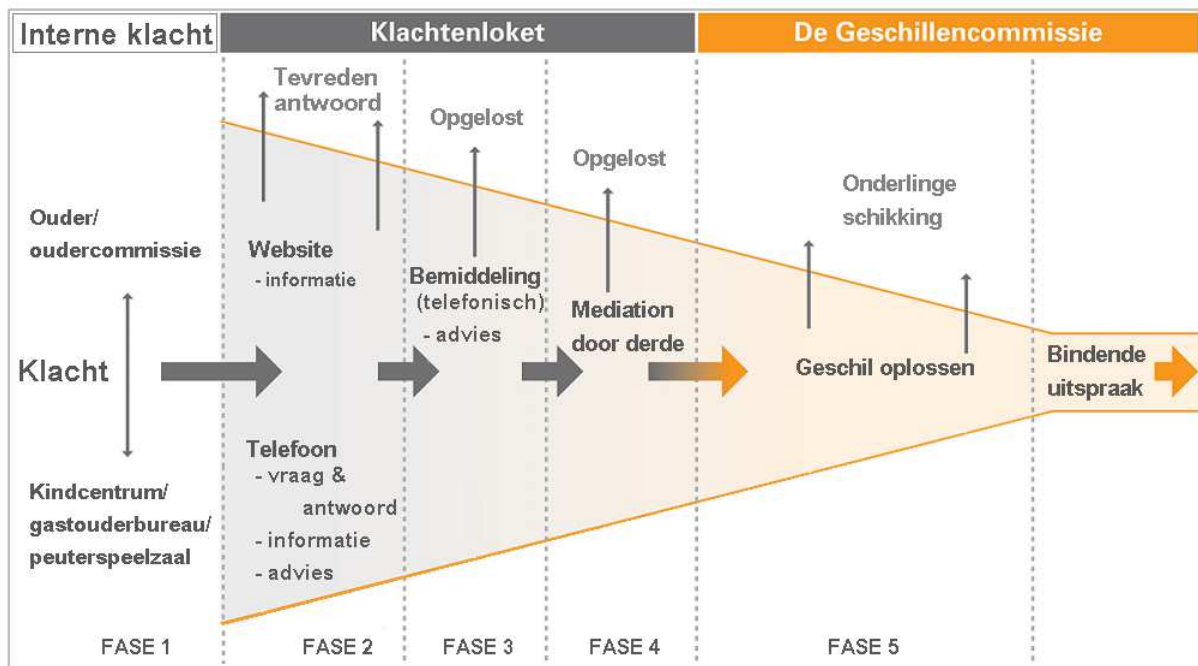 Interne klacht
Klachtenloket
De Geschillencommissie
Ouder/
oudercommissie
Klacht
Kindcentrum/
gastouderbureau/
peuterspeelzaal
Tevreden
antwoord
Website
- informatie
Telefoon
- vraag &
antwoord
- informatie
- advies
Opgelost
Bemiddeling
(telefonisch)
- advies
Opgelost
Mediation
door derde
Onderlinge
schikking
Geschil oplossen
Bindende
uitspraak
FASE 1
FASE 2
FASE 3
FASE 4
FASE 5